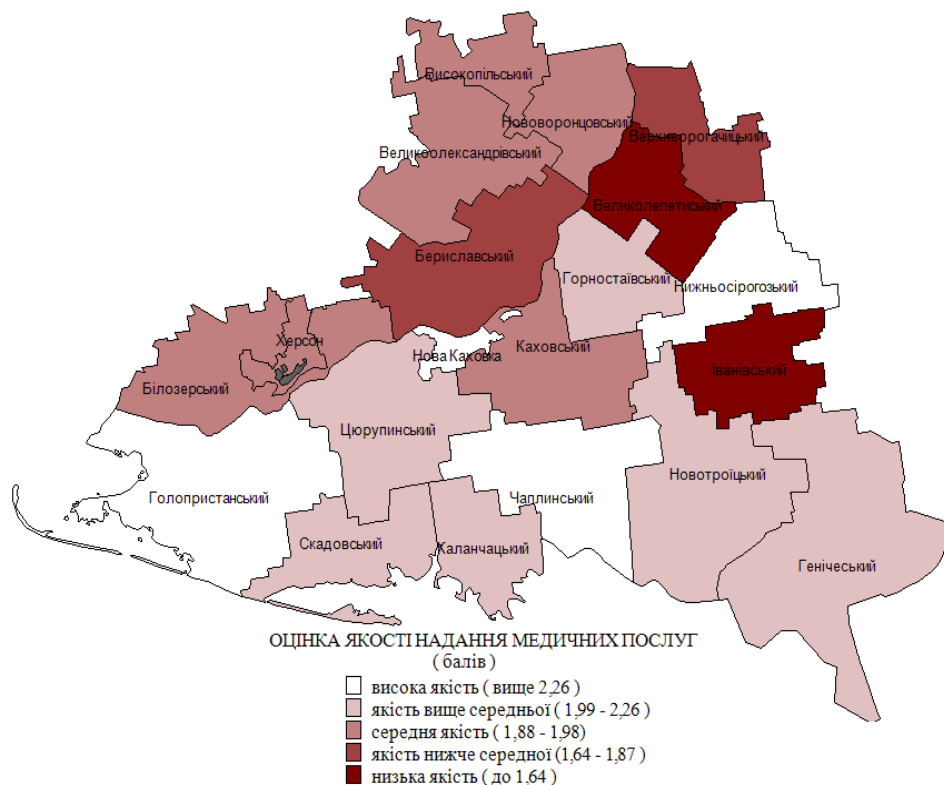 Високопільський
Нововоронцовський
Верхньорогачицький
Великоолександрівський
Великолепетиський
Бериславський
Горностаївський
Нижньосірогозький
Херсон
Нова Каховка
Каховський
Іванівський
Білозерський
Цюрупинський
Новотроїцький
Голопристанський
Чаплинський
Скадовський
Каланчацький
Генічеський
ОЦІНКА ЯКОСТІ НАДАННЯ МЕДИЧНИХ ПОСЛУГ
( балів )
висока якість ( вище 2,26 )
якість вище середньої ( 1,99 - 2,26 )
середня якість ( 1,88 - 1,98)
якість нижче середної (1,64 - 1,87 )
низька якість ( до 1,64 )